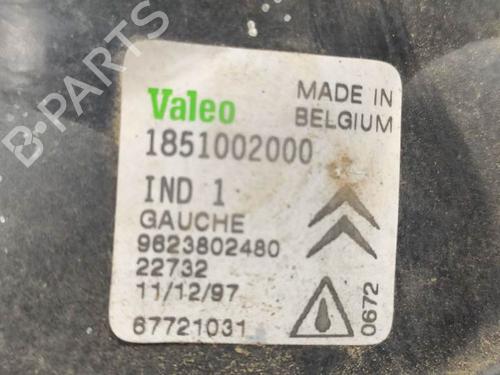 B-PARTS
Valeo
MADE IN
BELGIUM
1851002000
IND 1
GAUCHE
9623802480
22732
11/12/97
67721031
0672